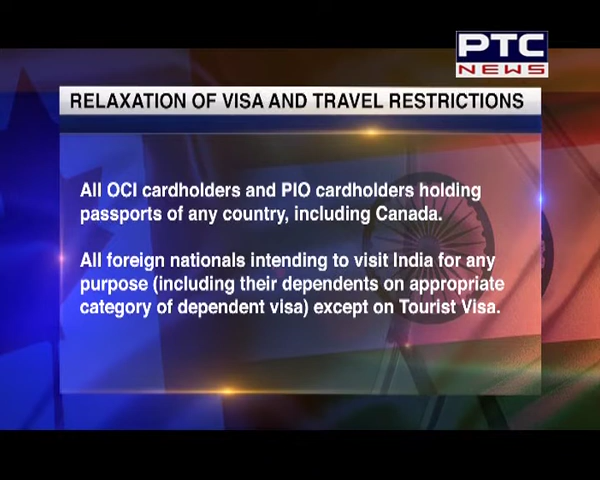 PTC
NEWS
RELAXATION OF VISA AND TRAVEL RESTRICTIONS
All OCI cardholders and PIO cardholders holding
passports of any country, including Canada.
All foreign nationals intending to visit India for any
purpose (including their dependents on appropriate
category of dependent visa) except on Tourist Visa.